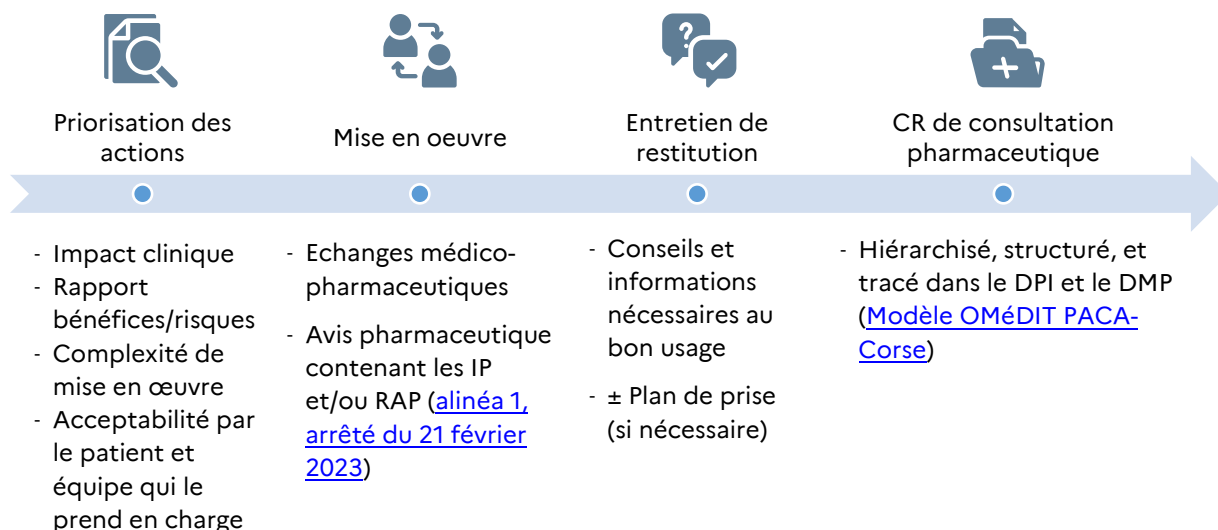 Priorisation des
actions
Mise en oeuvre
Entretien de
restitution
CR de consultation
pharmaceutique
- Impact clinique
- Rapport
bénéfices/risques
- Complexité de
mise en œuvre
- Acceptabilité par
le patient et
équipe qui le
prend en charge
- Echanges médico-
pharmaceutiques
- Avis pharmaceutique
contenant les IP
et/ou RAP (alinéa 1,
arrêté du 21 février
2023)
- Conseils et
informations
nécessaires au
bon usage
- ± Plan de prise
(si nécessaire)
- Hiérarchisé, structuré, et
tracé dans le DPI et le DMP
(Modèle OMéDIT PACA-
Corse)